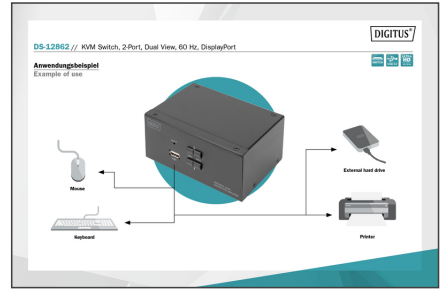 DIGITUS®
DS-12862 // KVM Switch, 2-Port, Dual View, 60 Hz, DisplayPort
Anwendungsbeispiel
Example of use
DIGITUS
Mouse
External hard drive
Keyboard
Printer